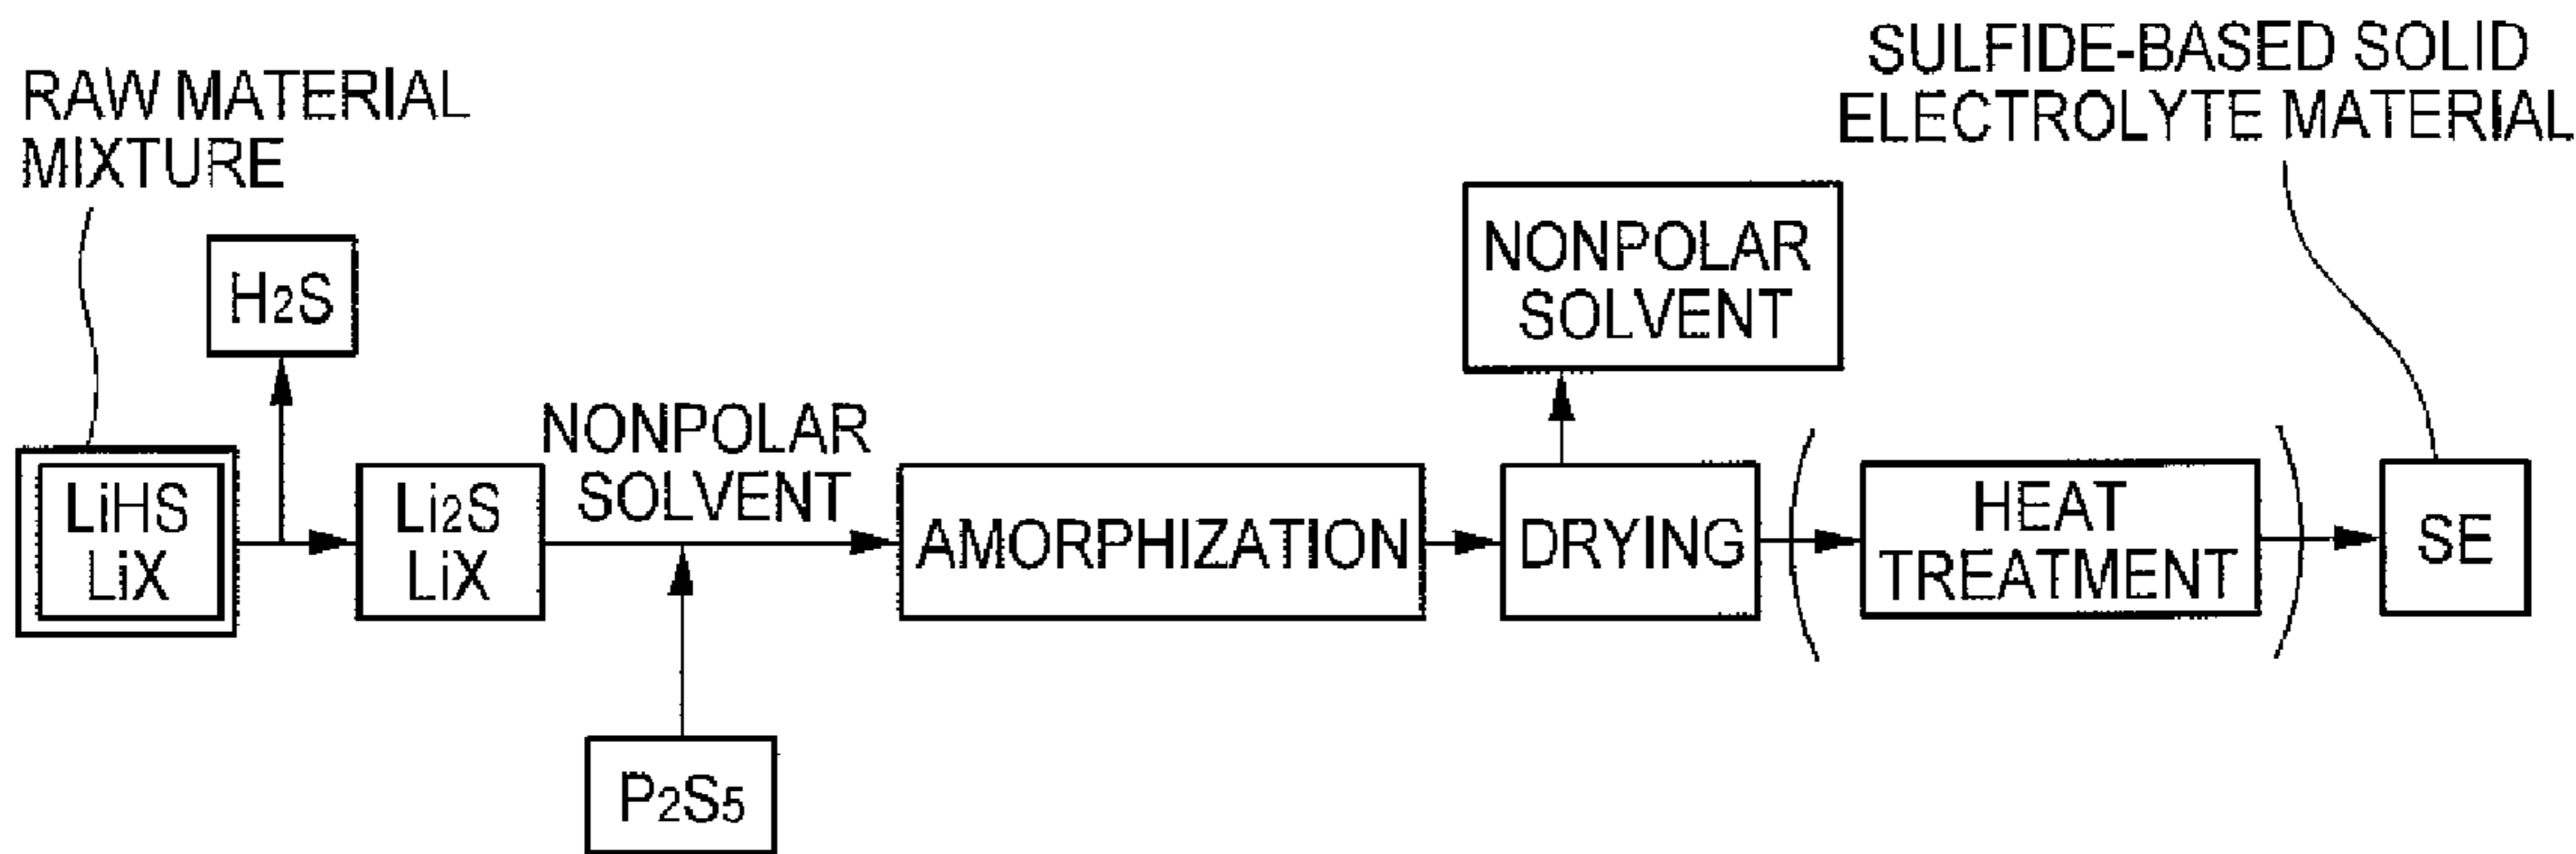 RAW MATERIAL
MIXTURE
H2S
LiHS
LiX
Li2S
LiX
NONPOLAR
SOLVENT
P2S5
AMORPHIZATION
NONPOLAR
SOLVENT
DRYING
HEAT
TREATMENT
SULFIDE-BASED SOLID
ELECTROLYTE MATERIAL
SE